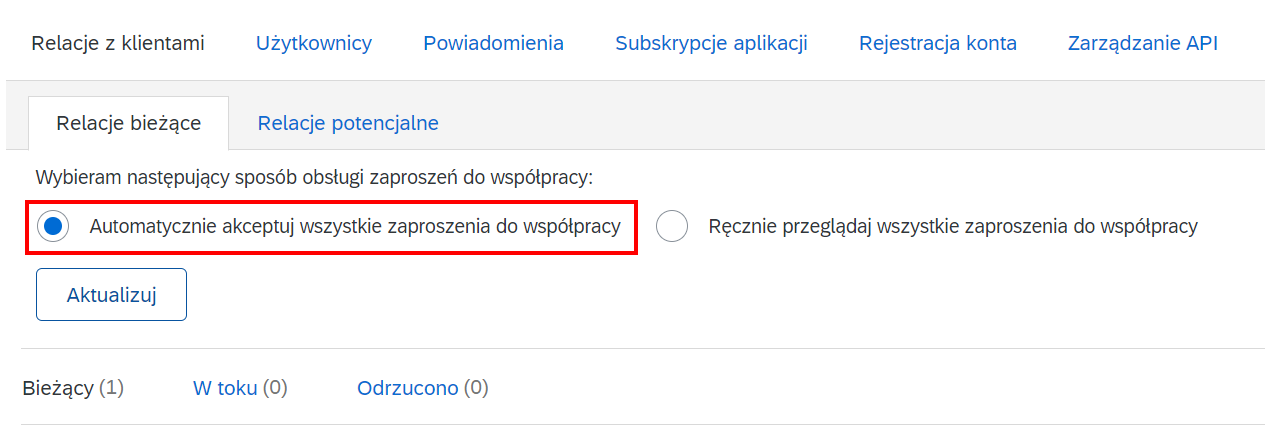 Relacje z klientami Użytkownicy Powiadomienia Subskrypcje aplikacji Rejestracja konta Zarządzanie API
Relacje bieżące Relacje potencjalne
Wybieram następujący sposób obsługi zaproszeń do współpracy:
Automatycznie akceptuj wszystkie zaproszenia do współpracy Ręcznie przeglądaj wszystkie zaproszenia do współpracy
Aktualizuj
Bieżący (1) W toku (0) Odrzucono (0)